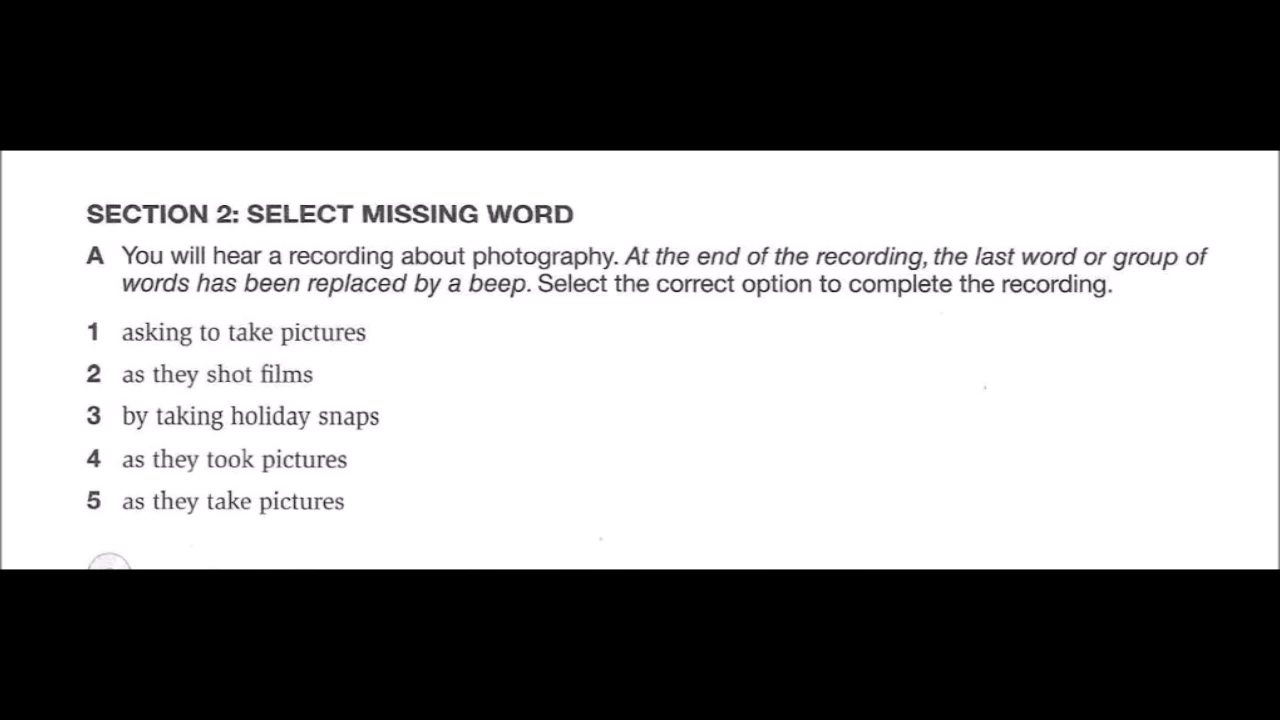 SECTION 2: SELECT MISSING WORD
A You will hear a recording about photography. At the end of the recording, the last word or group of
words has been replaced by a beep. Select the correct option to complete the recording.
1 asking to take pictures
2 as they shot films
3 by taking holiday snaps
4 as they took pictures
5 as they take pictures